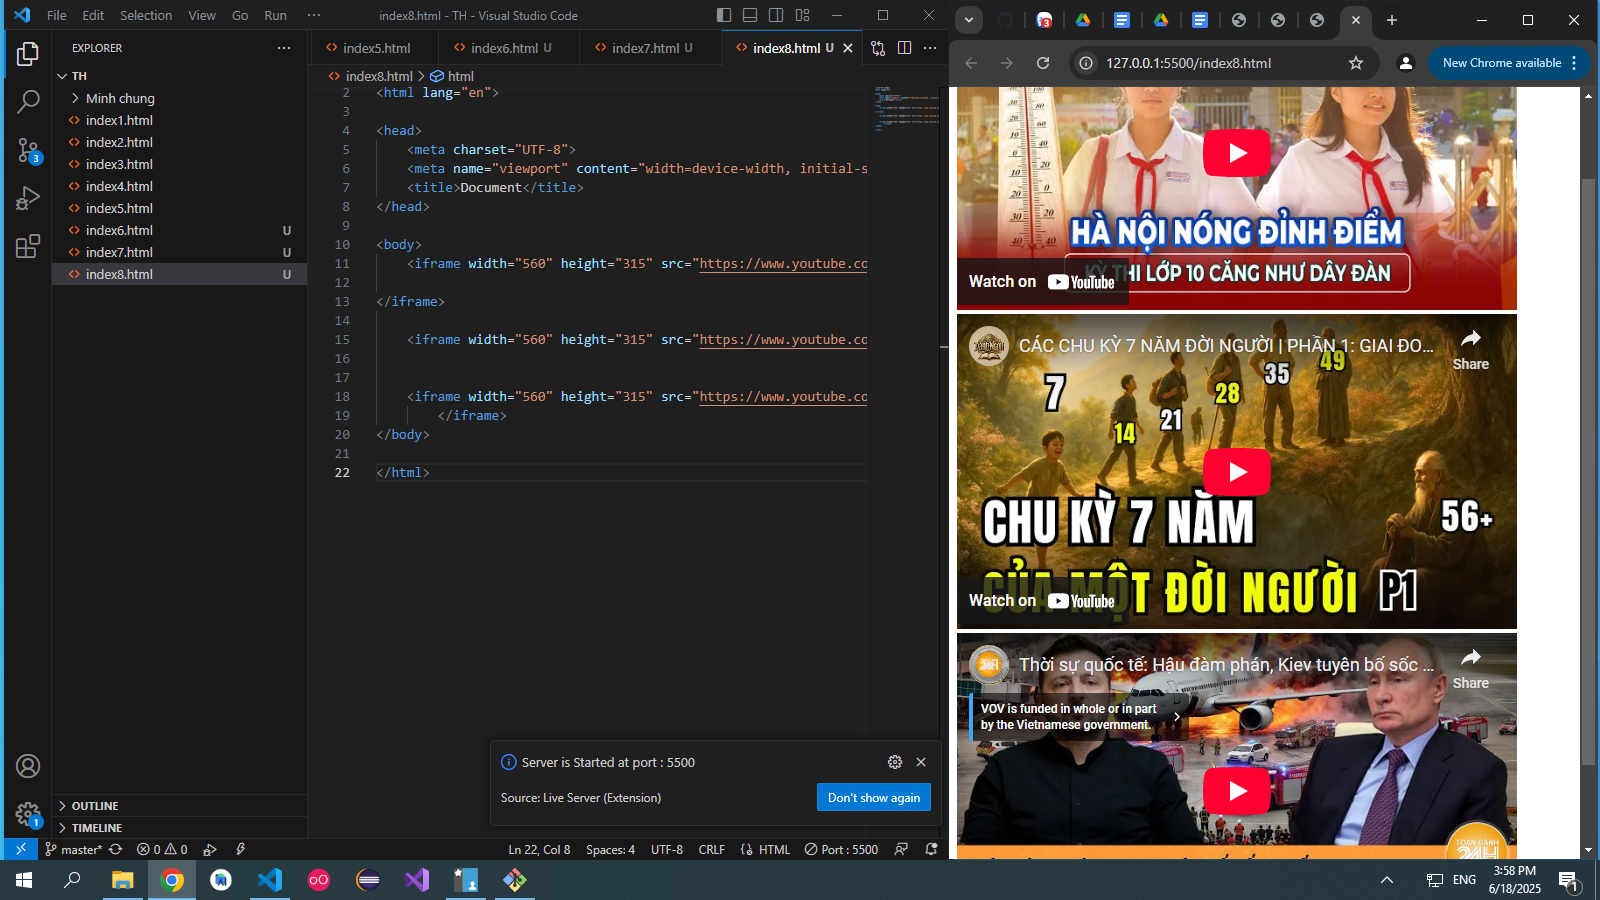 File Edit Selection View Go Run ···
index8.html - TH - Visual Studio Code
EXPLORER
TH
Minh chung
index1.html
index2.html
index3.html
index4.html
index5.html
index6.html U
index7.html U
index8.html U
OUTLINE
TIMELINE
3
1
index5.html
index6.html U
index7.html U
index8.html U
index8.html > html
2 <html lang="en">
3
4 <head>
5 <meta charset="UTF-8">
6 <meta name="viewport" content="width=device-width, initial-s
7 <title>Document</title>
8 </head>
9
10 <body>
11 <iframe width="560" height="315" src="https://www.youtube.co
12
13 </iframe>
14
15 <iframe width="560" height="315" src="https://www.youtube.co
16
17
18 <iframe width="560" height="315" src="https://www.youtube.co
19 </iframe>
20 </body>
21
22 </html>
Server is Started at port : 5500
Source: Live Server (Extension)
Don't show again
master* 0 0
Ln 22, Col 8 Spaces: 4 UTF-8 CRLF HTML Port : 5500
3
127.0.0.1:5500/index8.html
New Chrome available
HÀ NỘI NÓNG ĐỈNH ĐIỂM
KỲ THI LỚP 10 CĂNG NHƯ DÂY ĐÀN
Watch on YouTube
CÁC CHU KỲ 7 NĂM ĐỜI NGƯỜI | PHẦN 1: GIAI ĐO...
Share
7
14
21
28
35
49
56+
CHU KỲ 7 NĂM
CỦA MỘT ĐỜI NGƯỜI P1
Watch on YouTube
24H
Thời sự quốc tế: Hậu đàm phán, Kiev tuyên bố sốc ...
Share
VOV is funded in whole or in part
by the Vietnamese government.
TOÀN CẢNH
24H
ENG
3:58 PM
6/18/2025
1